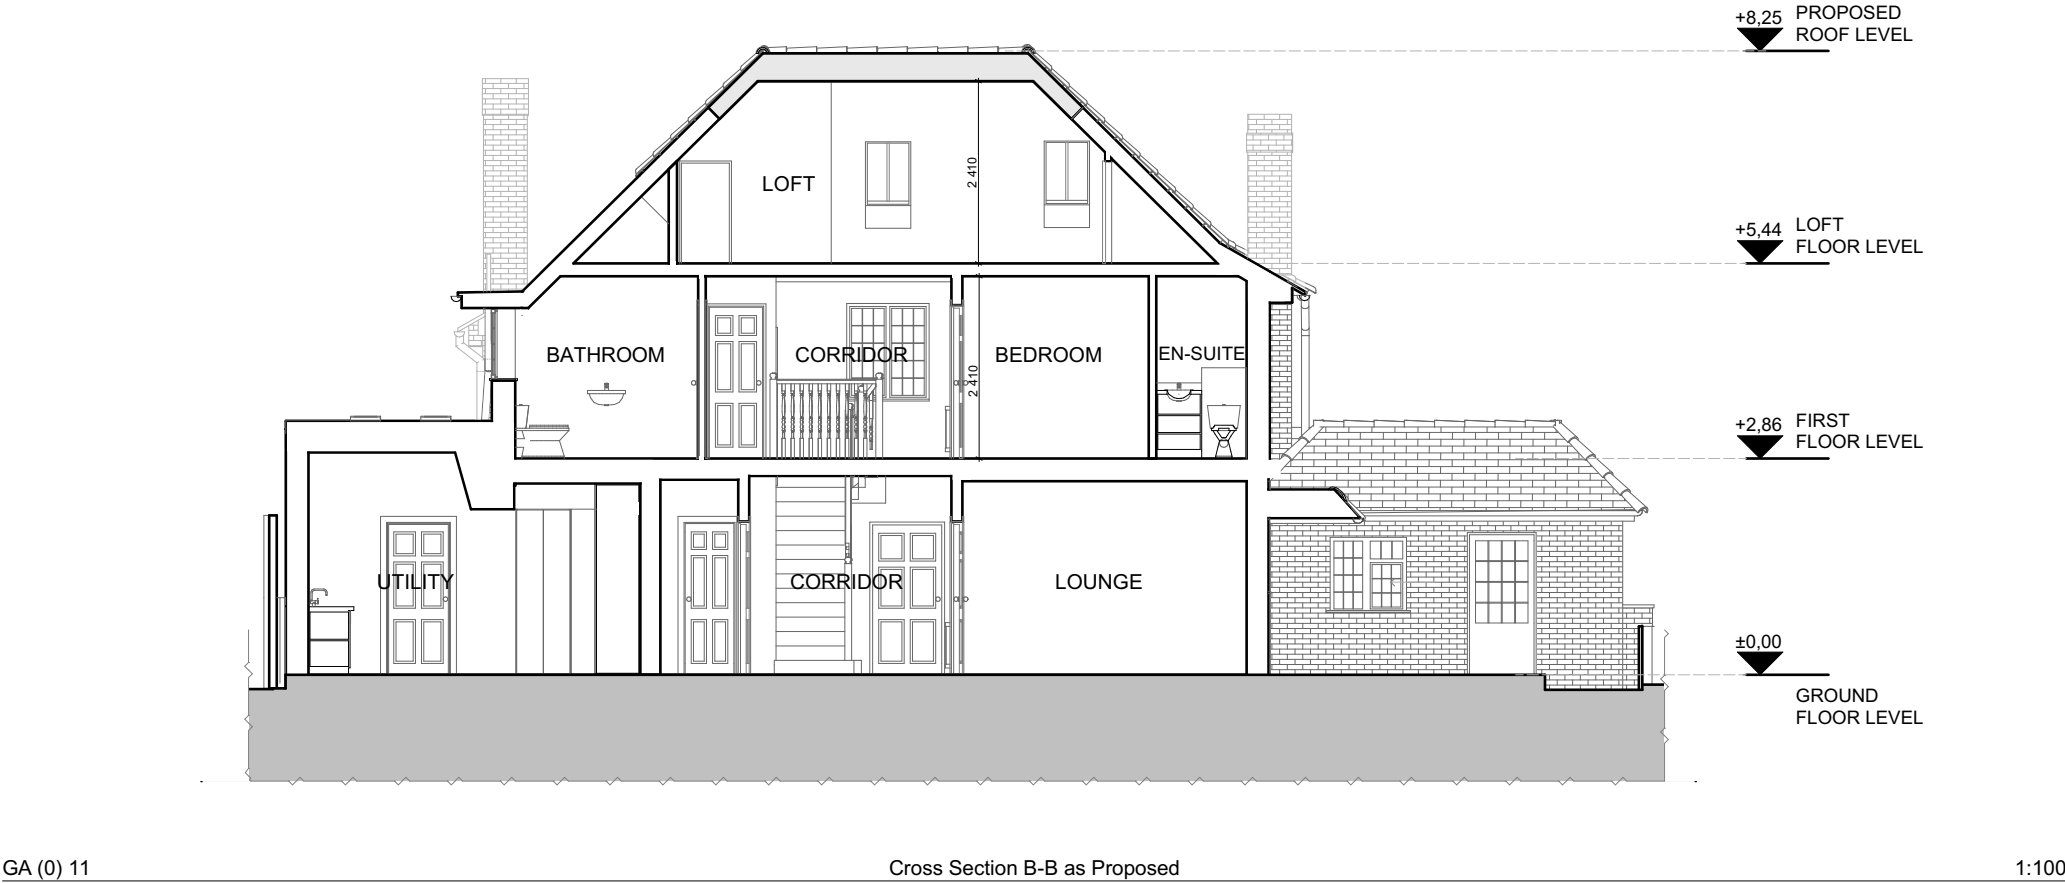 +8,25 PROPOSED
ROOF LEVEL
LOFT
2 410
+5,44 LOFT
FLOOR LEVEL
BATHROOM
CORRIDOR
BEDROOM
EN-SUITE
2 410
+2,86 FIRST
FLOOR LEVEL
UTILITY
CORRIDOR
LOUNGE
±0,00
GROUND
FLOOR LEVEL
GA (0) 11
Cross Section B-B as Proposed
1:100